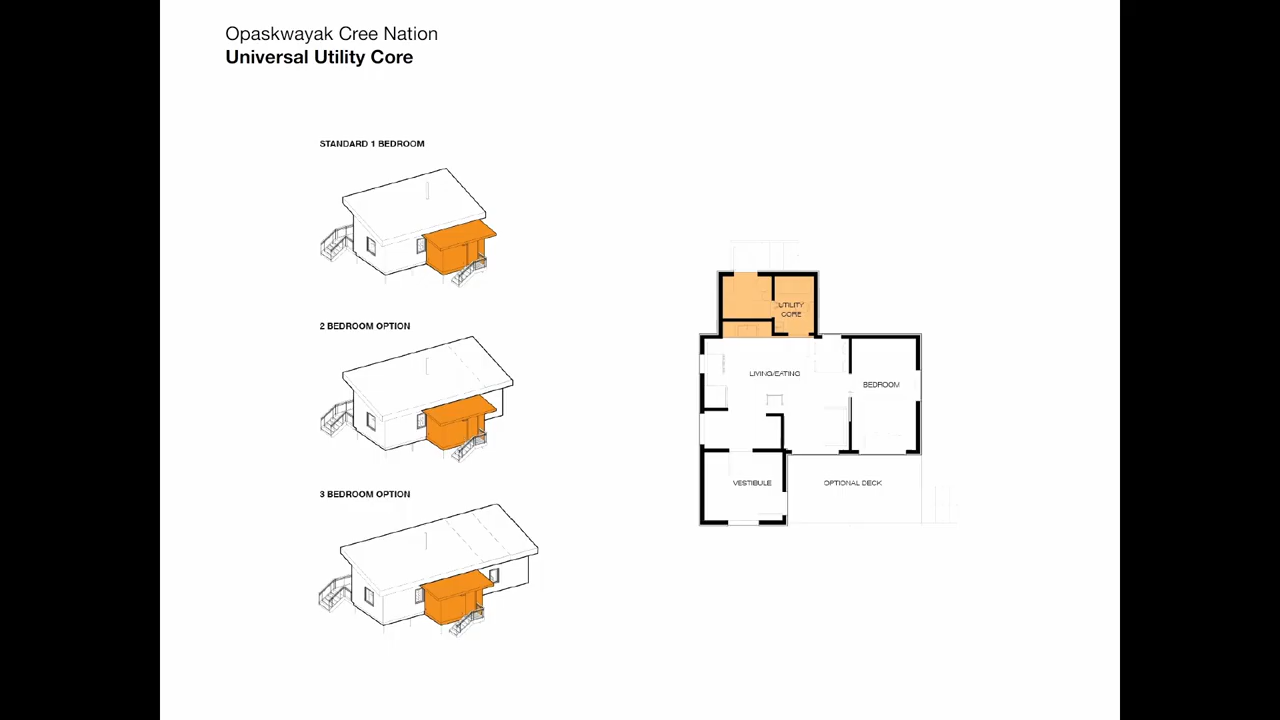 Opaskwayak Cree Nation
Universal Utility Core
STANDARD 1 BEDROOM
2 BEDROOM OPTION
3 BEDROOM OPTION
UTILITY
CORE
LIVING/EATING
BEDROOM
VESTIBULE
OPTIONAL DECK